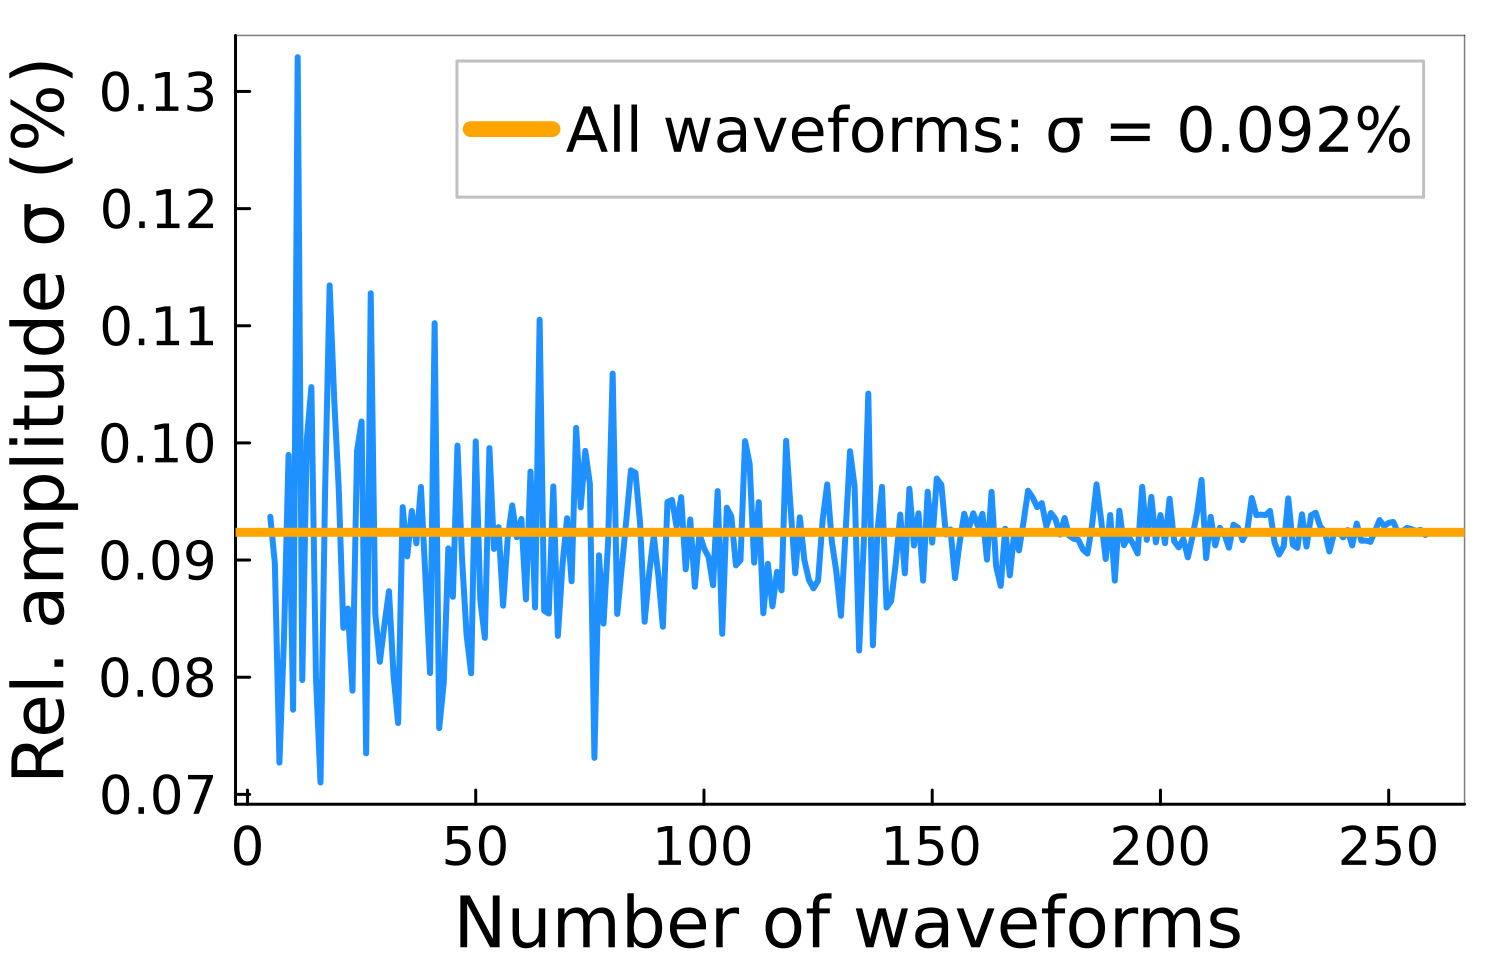 Rel. amplitude σ (%)
0.13
0.12
0.11
0.10
0.09
0.08
0.07
All waveforms: σ = 0.092%
0 50 100 150 200 250
Number of waveforms